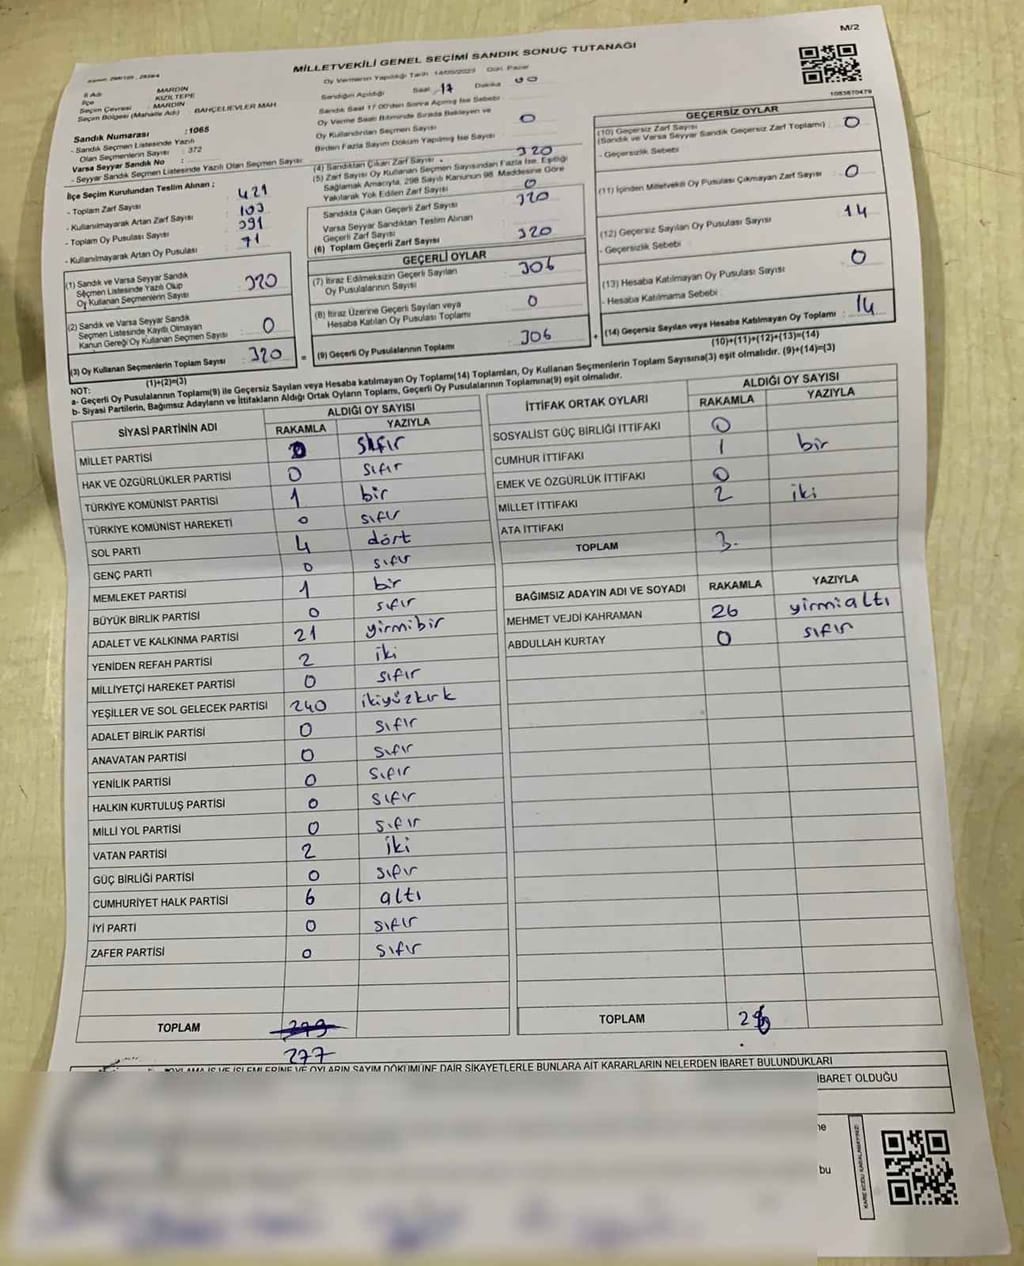 M/2
MİLLETVEKİLİ GENEL SEÇİMİ SANDIK SONUÇ TUTANAĞI
Oy Vermenin Yapıldığı Tarih 14/05/2023 Gün: Pazar
İl Adı MARDİN
İlçe KIZILTEPE
Seçim Çevresi : MARDİN
Seçim Bölgesi (Mahalle Adı) : BAHÇELİEVLER MAH.
Sandık Numarası : 1065
- Sandık Seçmen Listesinde Yazılı
Olan Seçmenlerin Sayısı : 372
Varsa Seyyar Sandık No :
- Seyyar Sandık Seçmen Listesinde Yazılı Olan Seçmen Sayısı:
İlçe Seçim Kurulundan Teslim Alınan ;
- Toplam Zarf Sayısı 421
- Kullanılmayarak Artan Zarf Sayısı 103
- Toplam Oy Pusulası Sayısı 391
- Kullanılmayarak Artan Oy Pusulası 71
(1) Sandık ve Varsa Seyyar Sandık
Seçmen Listesinde Yazılı Olup
Oy Kullanan Seçmenlerin Sayısı 320
(2) Sandık ve Varsa Seyyar Sandık
Seçmen Listesinde Kayıtlı Olmayan
Kanun Gereği Oy Kullanan Seçmen Sayısı 0
(3) Oy Kullanan Seçmenlerin Toplam Sayısı 320
(1)+(2)=(3)
Sandığın Açıldığı Saat 17 Dakika 00
Sandık Saat 17.00'den Sonra Açılmış İse Sebebi
Oy Verme Saati Bitiminde Sırada Bekleyen ve
Oy Kullandırılan Seçmen Sayısı 0
Birden Fazla Sayım Döküm Yapılmış İse Sayısı
(4) Sandıktan Çıkan Zarf Sayısı 320
(5) Zarf Sayısı Oy Kullanan Seçmen Sayısından Fazla İse, Eşitliği
Sağlamak Amacıyla, 298 Sayılı Kanunun 98. Maddesine Göre
Yakılarak Yok Edilen Zarf Sayısı 0
Sandıkta Çıkan Geçerli Zarf Sayısı 320
Varsa Seyyar Sandıktan Teslim Alınan
Geçerli Zarf Sayısı
(6) Toplam Geçerli Zarf Sayısı 320
GEÇERLİ OYLAR
(7) İtiraz Edilmeksizin Geçerli Sayılan
Oy Pusulalarının Sayısı 306
(8) İtiraz Üzerine Geçerli Sayılan veya
Hesaba Katılan Oy Pusulası Toplamı 0
= (9) Geçerli Oy Pusulalarının Toplamı 306
1083670479
GEÇERSİZ OYLAR
(10) Geçersiz Zarf Sayısı
(Sandık ve Varsa Seyyar Sandık Geçersiz Zarf Toplamı) 0
- Geçersizlik Sebebi
(11) İçinden Milletvekili Oy Pusulası Çıkmayan Zarf Sayısı 0
(12) Geçersiz Sayılan Oy Pusulası Sayısı 14
- Geçersizlik Sebebi
(13) Hesaba Katılmayan Oy Pusulası Sayısı 0
- Hesaba Katılmama Sebebi
+ (14) Geçersiz Sayılan veya Hesaba Katılmayan Oy Toplamı 14
(10)+(11)+(12)+(13)=(14)
NOT:
a- Geçerli Oy Pusulalarının Toplamı(9) ile Geçersiz Sayılan veya Hesaba katılmayan Oy Toplamı(14) Toplamları, Oy Kullanan Seçmenlerin Toplam Sayısına(3) eşit olmalıdır. (9)+(14)=(3)
b- Siyasi Partilerin, Bağımsız Adayların ve İttifakların Aldığı Ortak Oyların Toplamı, Geçerli Oy Pusulalarının Toplamına(9) eşit olmalıdır.
SİYASİ PARTİNİN ADI ALDIĞI OY SAYISI
RAKAMLA YAZIYLA
MİLLET PARTİSİ 0 sıfır
HAK VE ÖZGÜRLÜKLER PARTİSİ 0 sıfır
TÜRKİYE KOMÜNİST PARTİSİ 1 bir
TÜRKİYE KOMÜNİST HAREKETİ 0 sıfır
SOL PARTİ 4 dört
GENÇ PARTİ 0 sıfır
MEMLEKET PARTİSİ 1 bir
BÜYÜK BİRLİK PARTİSİ 0 sıfır
ADALET VE KALKINMA PARTİSİ 21 yirmibir
YENİDEN REFAH PARTİSİ 2 iki
MİLLİYETÇİ HAREKET PARTİSİ 0 sıfır
YEŞİLLER VE SOL GELECEK PARTİSİ 240 ikiyüzkırk
ADALET BİRLİK PARTİSİ 0 sıfır
ANAVATAN PARTİSİ 0 sıfır
YENİLİK PARTİSİ 0 sıfır
HALKIN KURTULUŞ PARTİSİ 0 sıfır
MİLLİ YOL PARTİSİ 0 sıfır
VATAN PARTİSİ 2 iki
GÜÇ BİRLİĞİ PARTİSİ 0 sıfır
CUMHURİYET HALK PARTİSİ 6 altı
İYİ PARTİ 0 sıfır
ZAFER PARTİSİ 0 sıfır
TOPLAM
277
İTTİFAK ORTAK OYLARI ALDIĞI OY SAYISI
RAKAMLA YAZIYLA
SOSYALİST GÜÇ BİRLİĞİ İTTİFAKI 0
CUMHUR İTTİFAKI 1 bir
EMEK VE ÖZGÜRLÜK İTTİFAKI 0
MİLLET İTTİFAKI 2 iki
ATA İTTİFAKI
TOPLAM 3
BAĞIMSIZ ADAYIN ADI VE SOYADI RAKAMLA YAZIYLA
MEHMET VEJDİ KAHRAMAN 26 yirmialtı
ABDULLAH KURTAY 0 sıfır
TOPLAM 26
OYLAMA İŞ VE İŞLEMLERİNE VE OYLARIN SAYIM DÖKÜMÜNE DAİR ŞİKAYETLERLE BUNLARA AİT KARARLARIN NELERDEN İBARET BULUNDUKLARI
İBARET OLDUĞU
ne
bu
KARE KODU KARALAMAYINIZ!